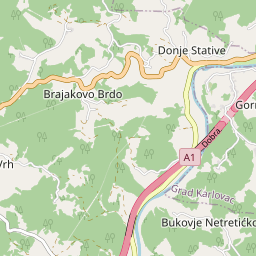 Donje Stative
Brajakovo Brdo
Gor
Dobra
A1
Vrh
Grad Karlovac
Bukovje Netretićko